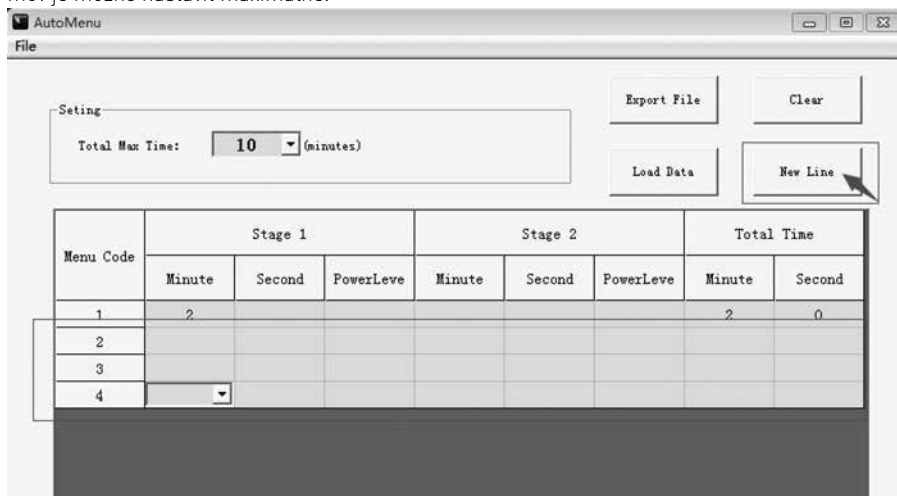 AutoMenu
File
Seting
Total Max Time: 10 (minutes)
Export File
Clear
Load Data
New Line
Menu Code
Stage 1
Stage 2
Total Time
Minute Second PowerLeve Minute Second PowerLeve Minute Second
1 2 2 0
2
3
4